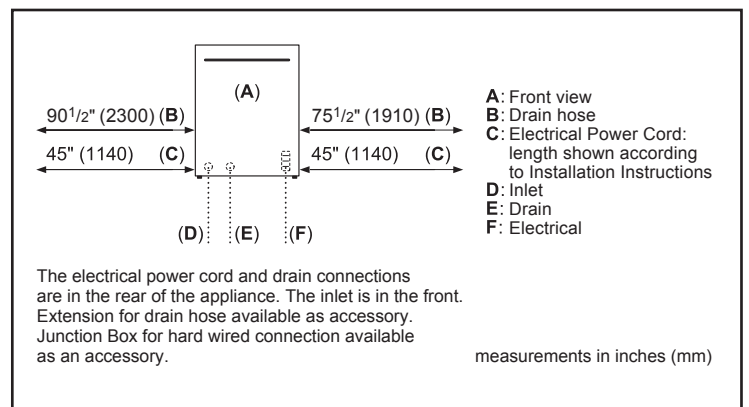 (A)
90 1/2" (2300) (B)
75 1/2" (1910) (B)
45" (1140) (C)
45" (1140) (C)
(D)
(E)
(F)
A: Front view
B: Drain hose
C: Electrical Power Cord:
length shown according
to Installation Instructions
D: Inlet
E: Drain
F: Electrical
The electrical power cord and drain connections
are in the rear of the appliance. The inlet is in the front.
Extension for drain hose available as accessory.
Junction Box for hard wired connection available
as an accessory.
measurements in inches (mm)